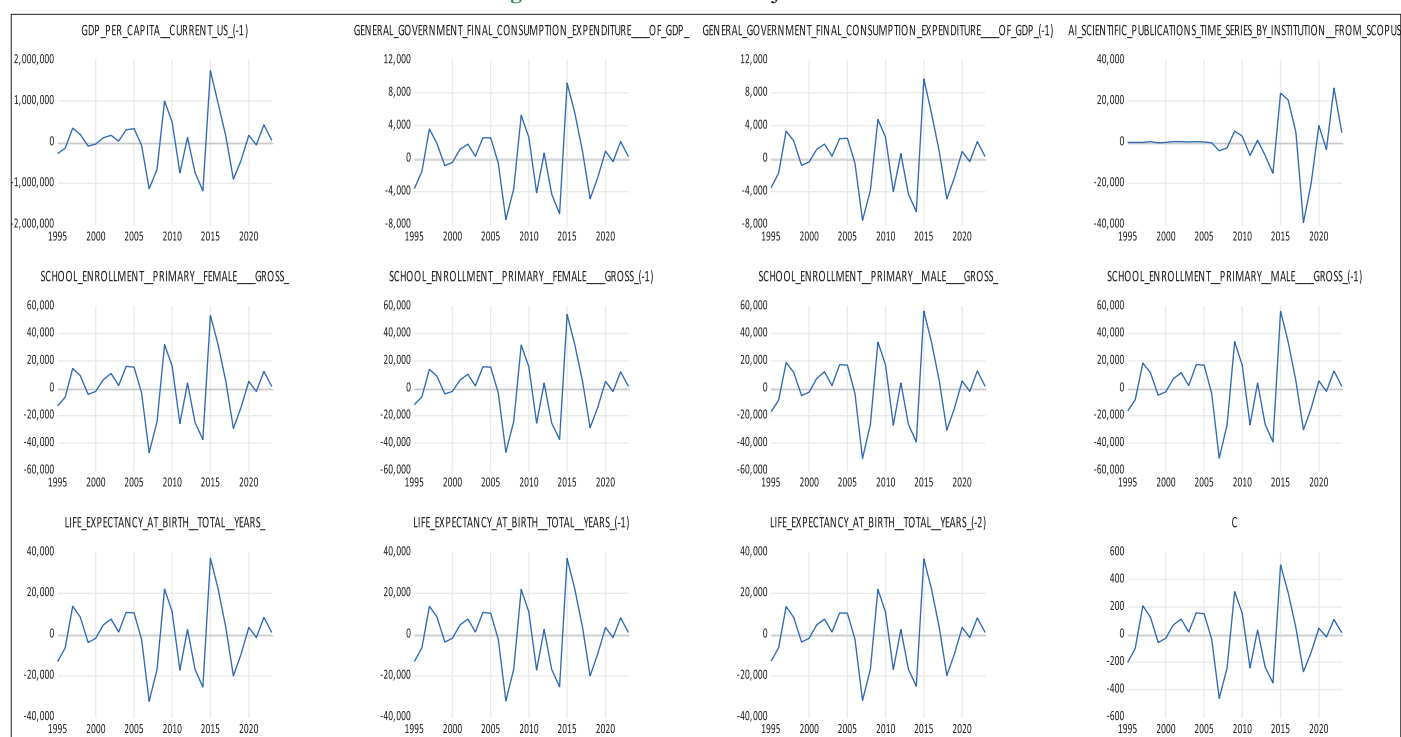 GDP_PER_CAPITA__CURRENT_US_(-1) GENERAL_GOVERNMENT_FINAL_CONSUMPTION_EXPENDITURE___OF_GDP_ GENERAL_GOVERNMENT_FINAL_CONSUMPTION_EXPENDITURE___OF_GDP_(-1) AI_SCIENTIFIC_PUBLICATIONS_TIME_SERIES_BY_INSTITUTION__FROM_SCOPUS
2,000,000 12,000 12,000 40,000
1,000,000 8,000 8,000 20,000
0 4,000 4,000 0
-1,000,000 0 0 -20,000
-2,000,000 -4,000 -4,000 -40,000
-8,000 -8,000
1995 2000 2005 2010 2015 2020 1995 2000 2005 2010 2015 2020 1995 2000 2005 2010 2015 2020 1995 2000 2005 2010 2015 2020
SCHOOL_ENROLLMENT__PRIMARY__FEMALE___GROSS_ SCHOOL_ENROLLMENT__PRIMARY__FEMALE___GROSS_(-1) SCHOOL_ENROLLMENT__PRIMARY__MALE___GROSS_ SCHOOL_ENROLLMENT__PRIMARY__MALE___GROSS_(-1)
60,000 60,000 60,000 60,000
40,000 40,000 40,000 40,000
20,000 20,000 20,000 20,000
0 0 0 0
-20,000 -20,000 -20,000 -20,000
-40,000 -40,000 -40,000 -40,000
-60,000 -60,000 -60,000 -60,000
1995 2000 2005 2010 2015 2020 1995 2000 2005 2010 2015 2020 1995 2000 2005 2010 2015 2020 1995 2000 2005 2010 2015 2020
LIFE_EXPECTANCY_AT_BIRTH__TOTAL__YEARS_ LIFE_EXPECTANCY_AT_BIRTH__TOTAL__YEARS_(-1) LIFE_EXPECTANCY_AT_BIRTH__TOTAL__YEARS_(-2) C
40,000 40,000 40,000 600
20,000 20,000 20,000 400
0 0 0 200
-20,000 -20,000 -20,000 0
-40,000 -40,000 -40,000 -200
-400
-600
1995 2000 2005 2010 2015 2020 1995 2000 2005 2010 2015 2020 1995 2000 2005 2010 2015 2020 1995 2000 2005 2010 2015 2020